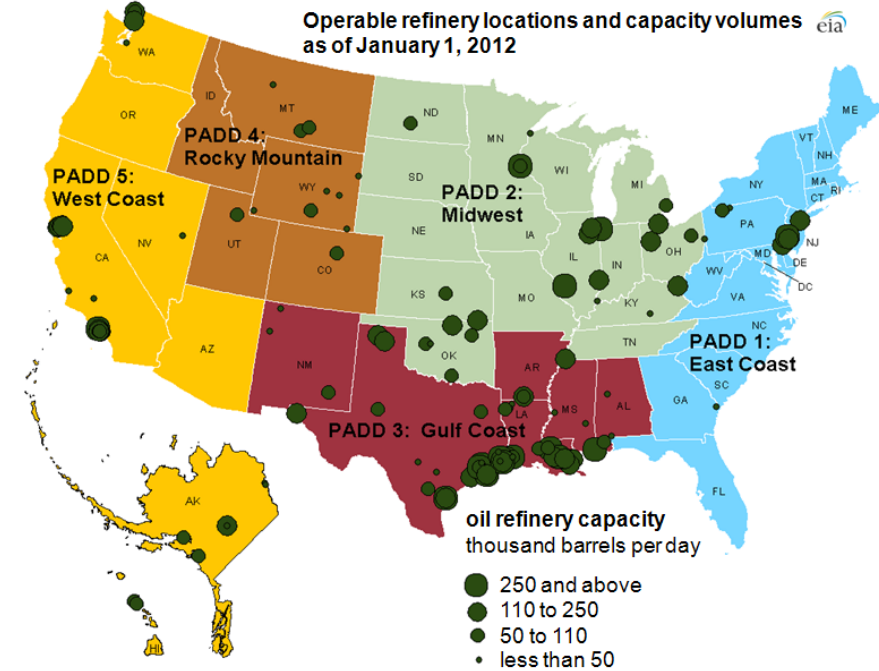 Operable refinery locations and capacity volumes
as of January 1, 2012
eia
WA
OR
ID
MT
ND
MN
WI
MI
ME
VT
NH
MA
RI
CT
NY
PADD 4:
Rocky Mountain
PADD 5:
West Coast
PADD 2:
Midwest
WY
SD
NE
IA
IL
IN
OH
PA
NJ
MD
DE
DC
WV
VA
CA
NV
UT
CO
KS
MO
KY
NC
TN
PADD 1:
East Coast
SC
AZ
NM
OK
AR
MS
AL
GA
LA
PADD 3: Gulf Coast
FL
AK
HI
oil refinery capacity
thousand barrels per day
250 and above
110 to 250
50 to 110
less than 50